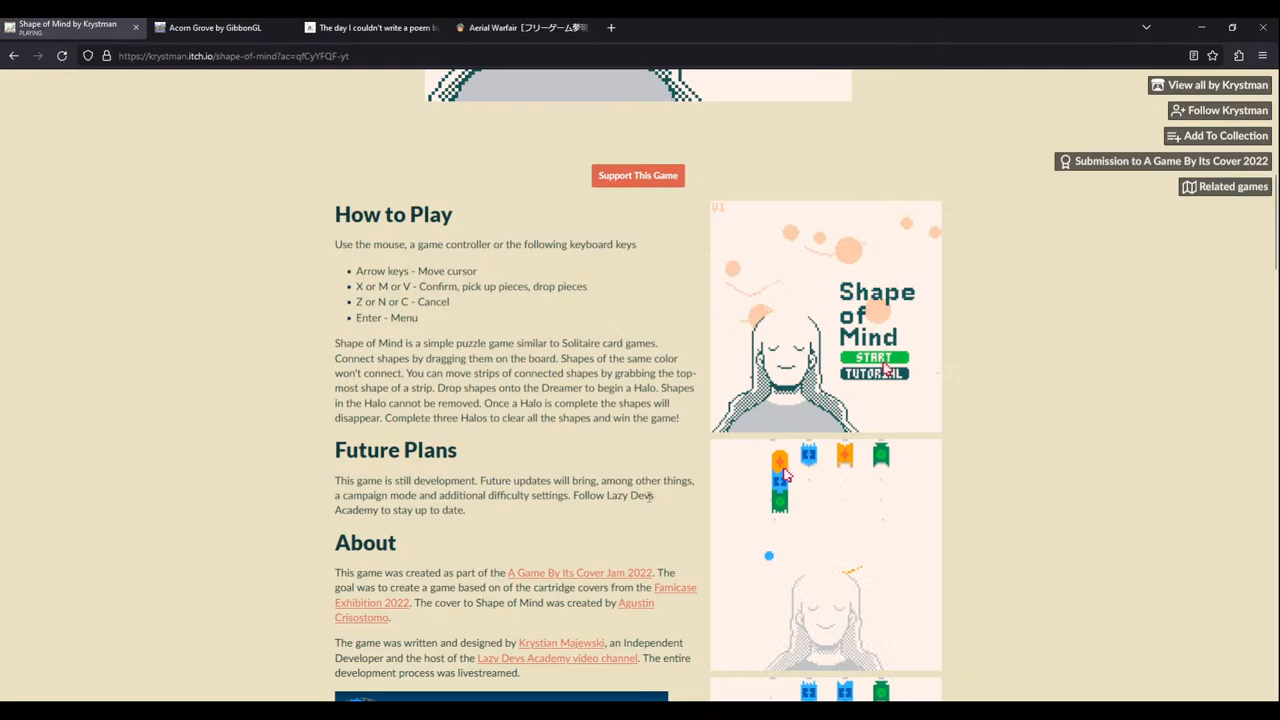 Shape of Mind by Krystman
PLAYING
Acorn Grove by GibbonGL
The day I couldn't write a poem by
Aerial Warfair [フリーゲーム夢現
https://krystman.itch.io/shape-of-mind?ac=qfCyYFQF-yt
View all by Krystman
Follow Krystman
Add To Collection
Submission to A Game By Its Cover 2022
Related games
Support This Game
How to Play
Use the mouse, a game controller or the following keyboard keys
Arrow keys - Move cursor
X or M or V - Confirm, pick up pieces, drop pieces
Z or N or C - Cancel
Enter - Menu
Shape of Mind is a simple puzzle game similar to Solitaire card games.
Connect shapes by dragging them on the board. Shapes of the same color
won't connect. You can move strips of connected shapes by grabbing the top-
most shape of a strip. Drop shapes onto the Dreamer to begin a Halo. Shapes
in the Halo cannot be removed. Once a Halo is complete the shapes will
disappear. Complete three Halos to clear all the shapes and win the game!
Future Plans
This game is still development. Future updates will bring, among other things,
a campaign mode and additional difficulty settings. Follow Lazy Devs
Academy to stay up to date.
About
This game was created as part of the A Game By Its Cover Jam 2022. The
goal was to create a game based on of the cartridge covers from the Famicase
Exhibition 2022. The cover to Shape of Mind was created by Agustin
Crisostomo.
The game was written and designed by Krystian Majewski, an Independent
Developer and the host of the Lazy Devs Academy video channel. The entire
development process was livestreamed.
V1
Shape
of
Mind
START
TUTORIAL